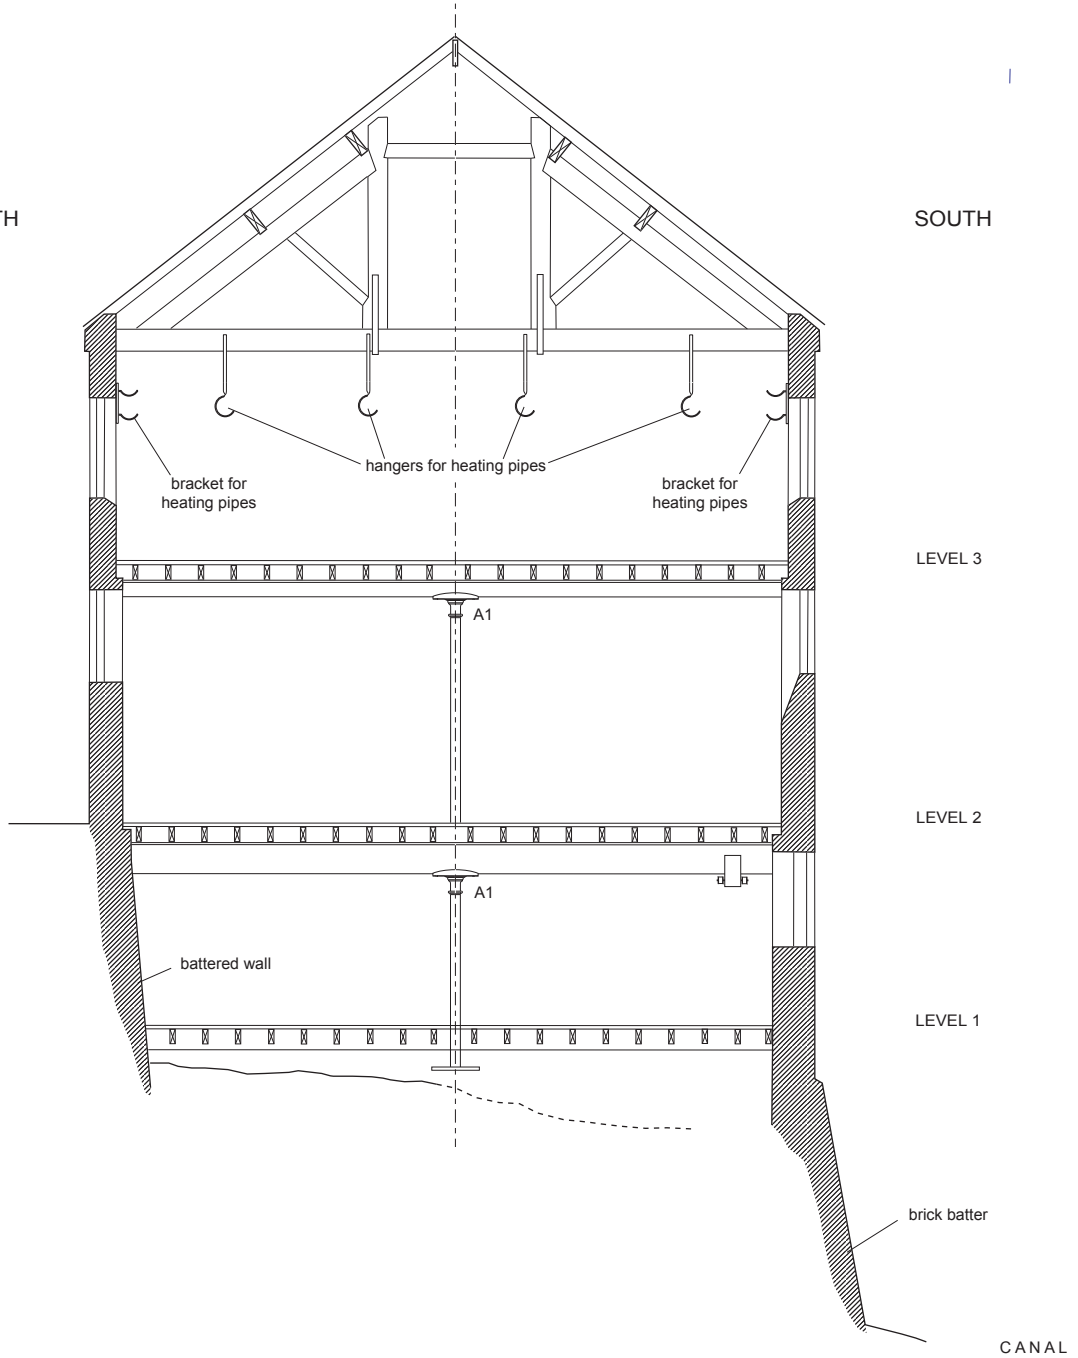 TH
SOUTH
hangers for heating pipes
bracket for
heating pipes
bracket for
heating pipes
LEVEL 3
A1
LEVEL 2
A1
battered wall
LEVEL 1
brick batter
CANAL